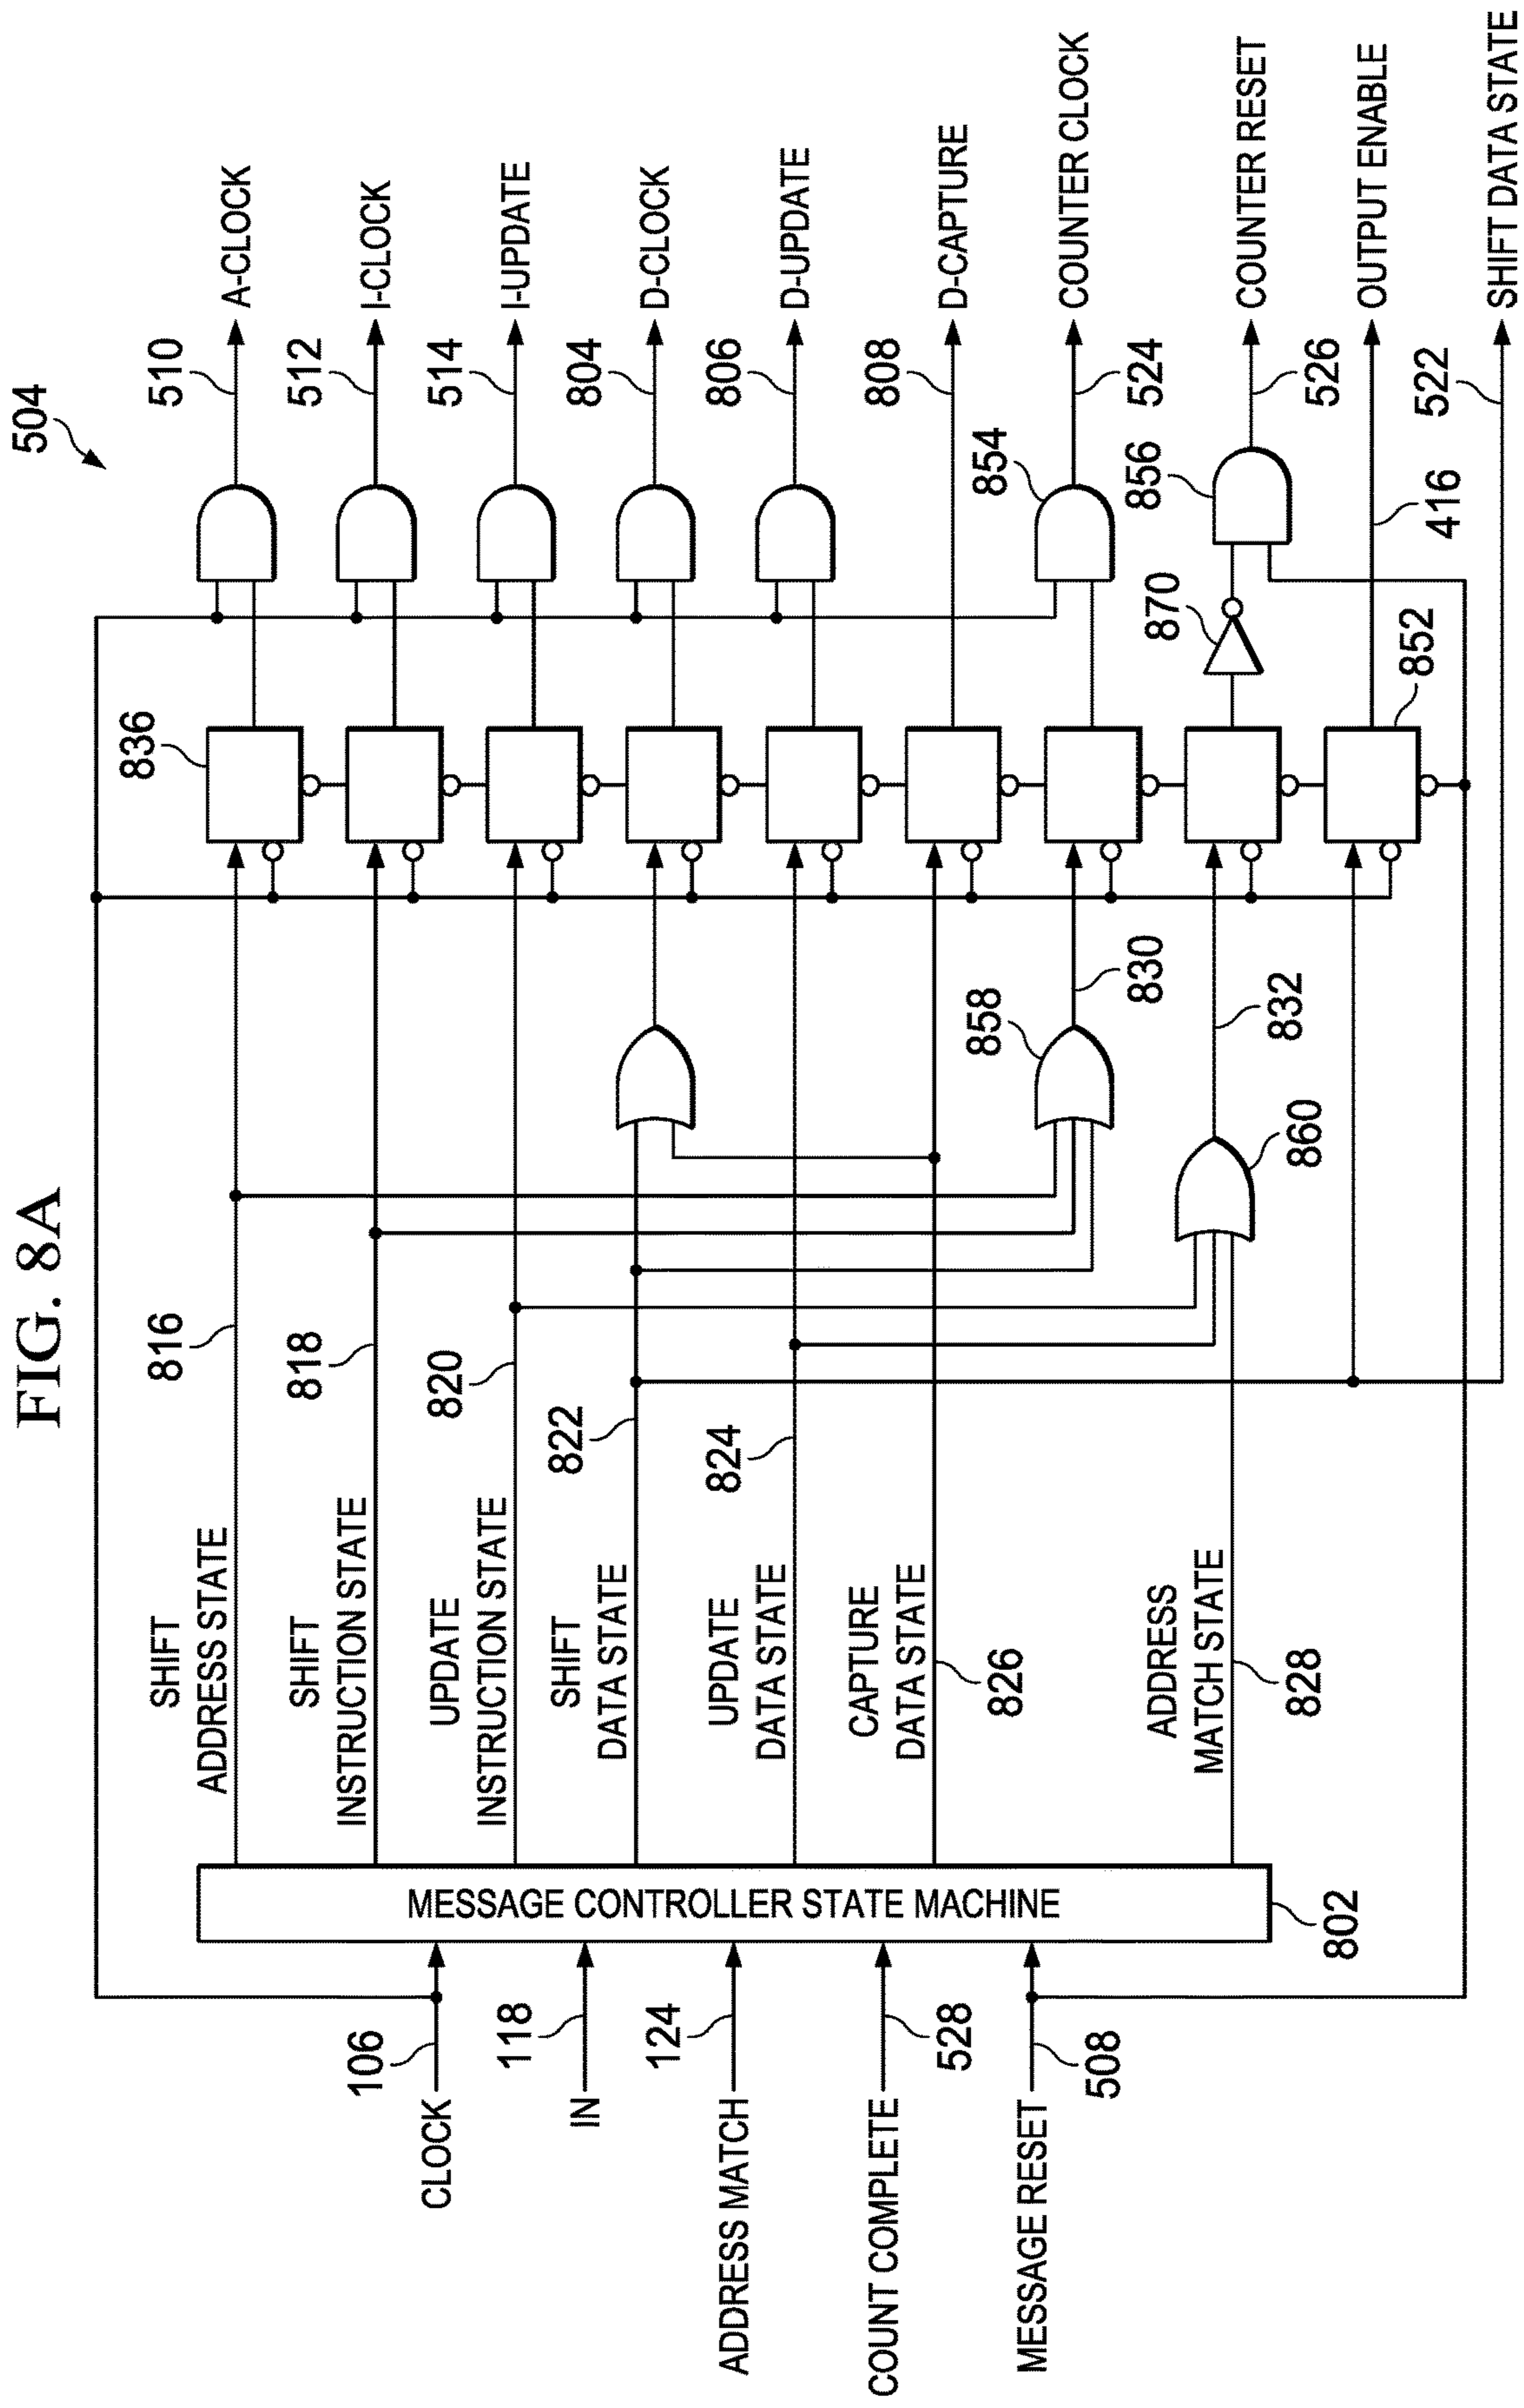 FIG. 8A
504
CLOCK
106
IN
118
ADDRESS MATCH
124
COUNT COMPLETE
528
MESSAGE RESET
508
MESSAGE CONTROLLER STATE MACHINE
802
SHIFT
ADDRESS STATE
816
SHIFT
INSTRUCTION STATE
818
UPDATE
INSTRUCTION STATE
820
SHIFT
DATA STATE
822
UPDATE
DATA STATE
824
CAPTURE
DATA STATE
826
ADDRESS
MATCH STATE
828
858
830
860
832
836
852
870
854
856
510
A-CLOCK
512
I-CLOCK
514
I-UPDATE
804
D-CLOCK
806
D-UPDATE
808
D-CAPTURE
524
COUNTER CLOCK
526
COUNTER RESET
416
OUTPUT ENABLE
522
SHIFT DATA STATE